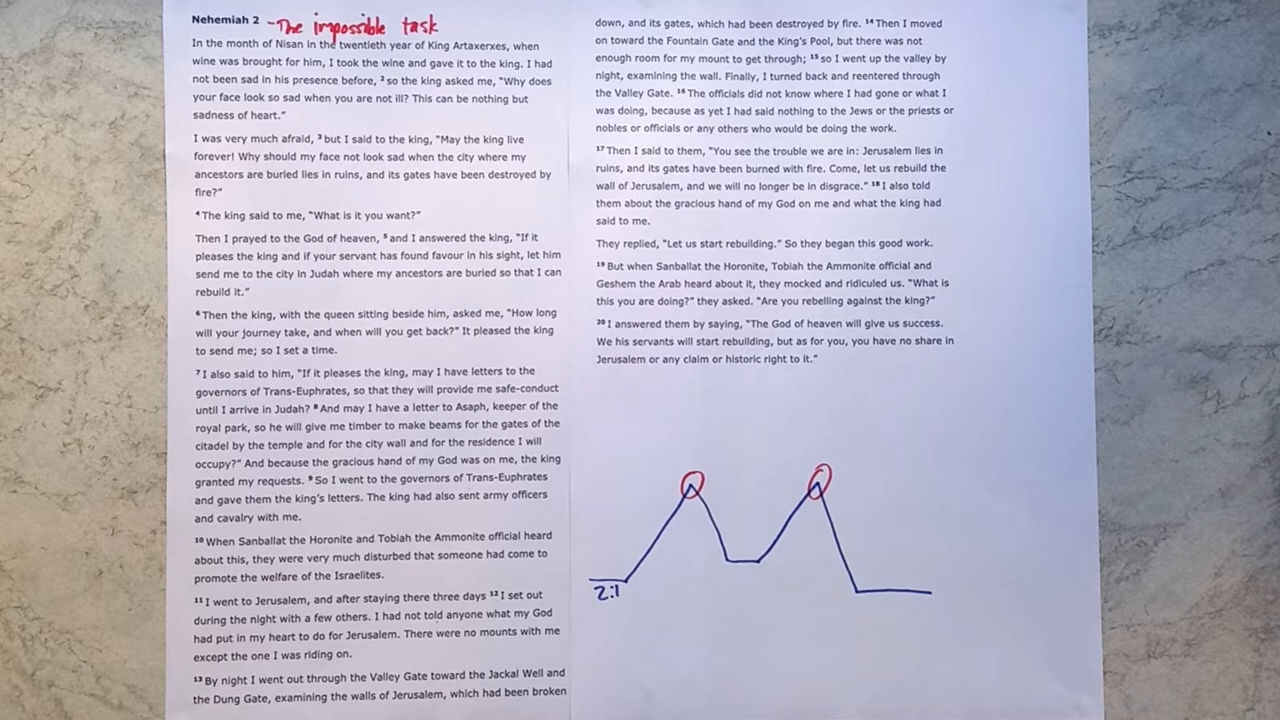 Nehemiah 2 - The impossible task
In the month of Nisan in the twentieth year of King Artaxerxes, when
wine was brought for him, I took the wine and gave it to the king. I had
not been sad in his presence before, ² so the king asked me, “Why does
your face look so sad when you are not ill? This can be nothing but
sadness of heart.”
I was very much afraid, ³ but I said to the king, “May the king live
forever! Why should my face not look sad when the city where my
ancestors are buried lies in ruins, and its gates have been destroyed by
fire?”
⁴ The king said to me, “What is it you want?”
Then I prayed to the God of heaven, ⁵ and I answered the king, “If it
pleases the king and if your servant has found favour in his sight, let him
send me to the city in Judah where my ancestors are buried so that I can
rebuild it.”
⁶ Then the king, with the queen sitting beside him, asked me, “How long
will your journey take, and when will you get back?” It pleased the king
to send me; so I set a time.
⁷ I also said to him, “If it pleases the king, may I have letters to the
governors of Trans-Euphrates, so that they will provide me safe-conduct
until I arrive in Judah? ⁸ And may I have a letter to Asaph, keeper of the
royal park, so he will give me timber to make beams for the gates of the
citadel by the temple and for the city wall and for the residence I will
occupy?” And because the gracious hand of my God was on me, the king
granted my requests. ⁹ So I went to the governors of Trans-Euphrates
and gave them the king’s letters. The king had also sent army officers
and cavalry with me.
¹⁰ When Sanballat the Horonite and Tobiah the Ammonite official heard
about this, they were very much disturbed that someone had come to
promote the welfare of the Israelites.
¹¹ I went to Jerusalem, and after staying there three days ¹² I set out
during the night with a few others. I had not told anyone what my God
had put in my heart to do for Jerusalem. There were no mounts with me
except the one I was riding on.
¹³ By night I went out through the Valley Gate toward the Jackal Well and
the Dung Gate, examining the walls of Jerusalem, which had been broken
down, and its gates, which had been destroyed by fire. ¹⁴ Then I moved
on toward the Fountain Gate and the King’s Pool, but there was not
enough room for my mount to get through; ¹⁵ so I went up the valley by
night, examining the wall. Finally, I turned back and reentered through
the Valley Gate. ¹⁶ The officials did not know where I had gone or what I
was doing, because as yet I had said nothing to the Jews or the priests or
nobles or officials or any others who would be doing the work.
¹⁷ Then I said to them, “You see the trouble we are in: Jerusalem lies in
ruins, and its gates have been burned with fire. Come, let us rebuild the
wall of Jerusalem, and we will no longer be in disgrace.” ¹⁸ I also told
them about the gracious hand of my God on me and what the king had
said to me.
They replied, “Let us start rebuilding.” So they began this good work.
¹⁹ But when Sanballat the Horonite, Tobiah the Ammonite official and
Geshem the Arab heard about it, they mocked and ridiculed us. “What is
this you are doing?” they asked. “Are you rebelling against the king?”
²⁰ I answered them by saying, “The God of heaven will give us success.
We his servants will start rebuilding, but as for you, you have no share in
Jerusalem or any claim or historic right to it.”
2:1